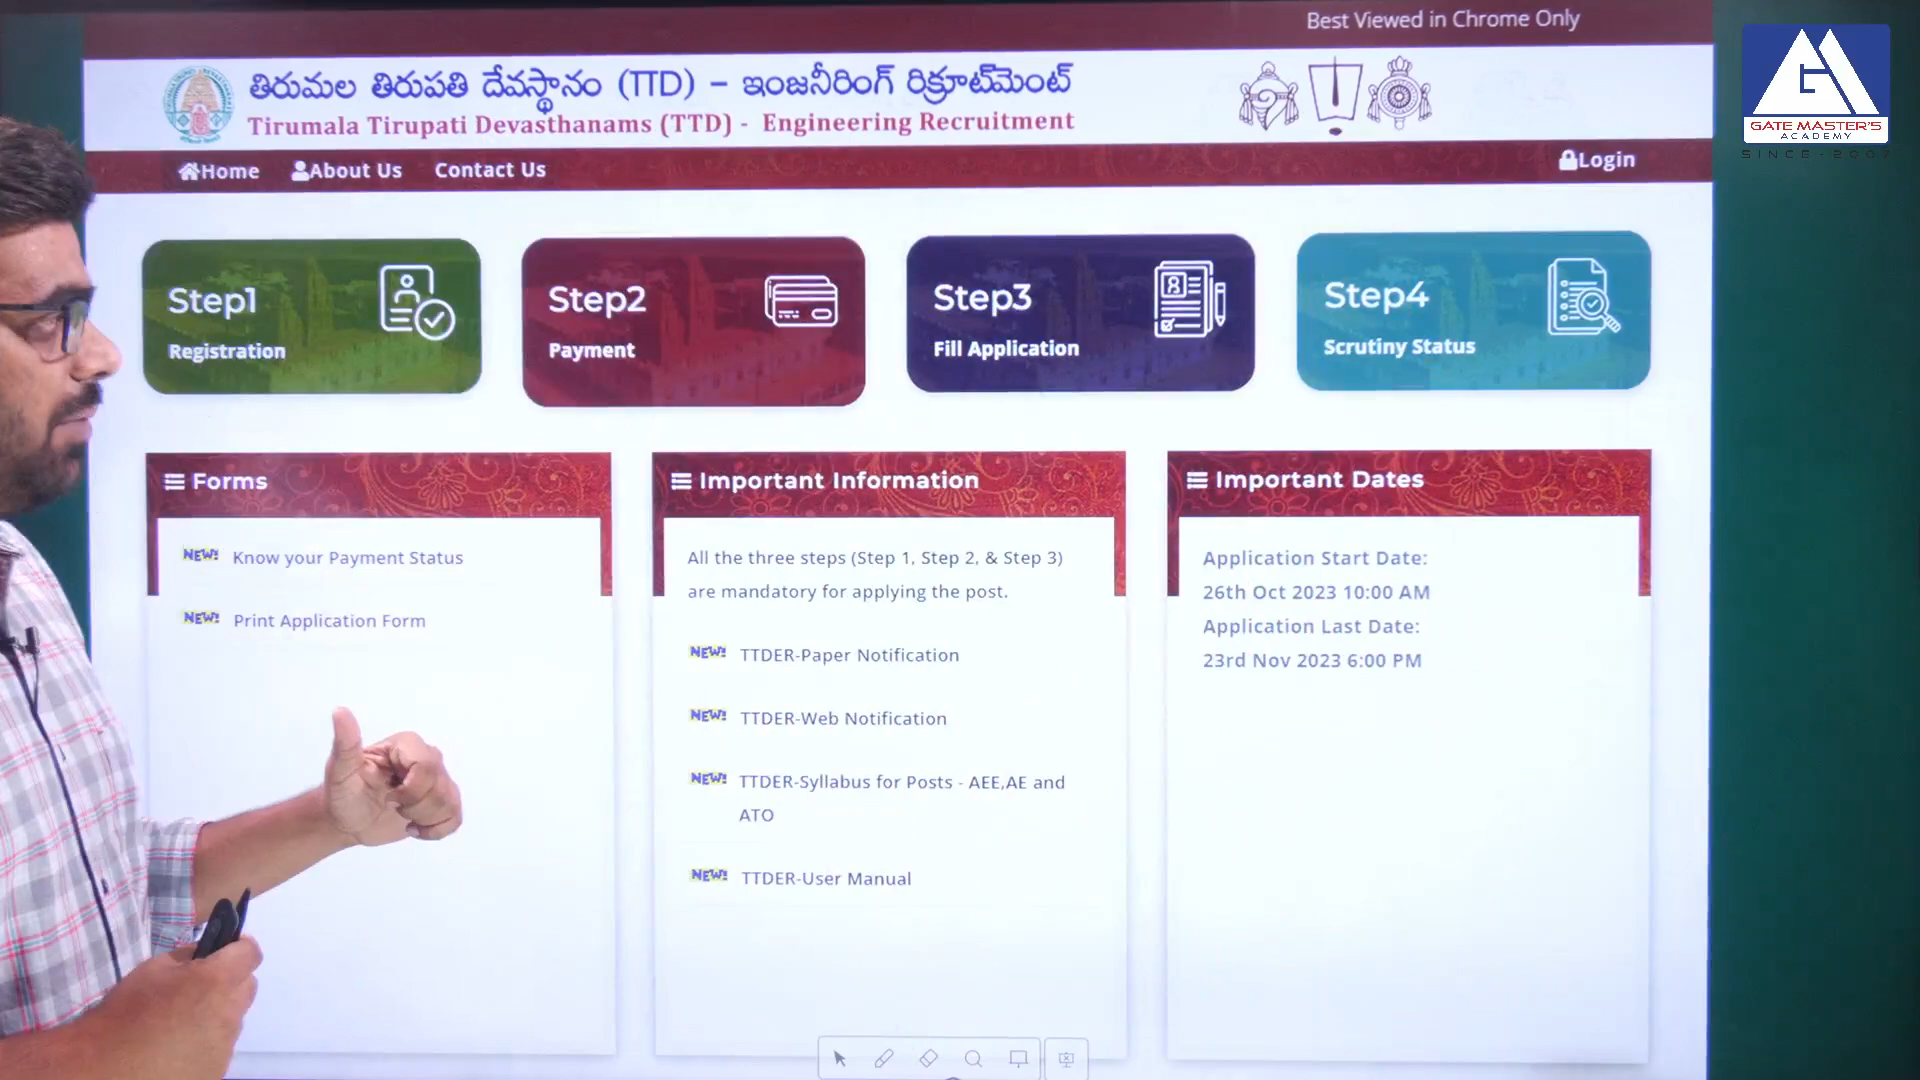 Best Viewed in Chrome Only
తిరుమల తిరుపతి దేవస్థానం (TTD) – ఇంజనీరింగ్ రిక్రూట్‌మెంట్
Tirumala Tirupati Devasthanams (TTD) - Engineering Recruitment
GATE MASTER'S
ACADEMY
Home About Us Contact Us Login
Step1
Registration
Step2
Payment
Step3
Fill Application
Step4
Scrutiny Status
Forms
NEW! Know your Payment Status
NEW! Print Application Form
Important Information
All the three steps (Step 1, Step 2, & Step 3)
are mandatory for applying the post.
NEW! TTDER-Paper Notification
NEW! TTDER-Web Notification
NEW! TTDER-Syllabus for Posts - AEE,AE and
ATO
NEW! TTDER-User Manual
Important Dates
Application Start Date:
26th Oct 2023 10:00 AM
Application Last Date:
23rd Nov 2023 6:00 PM